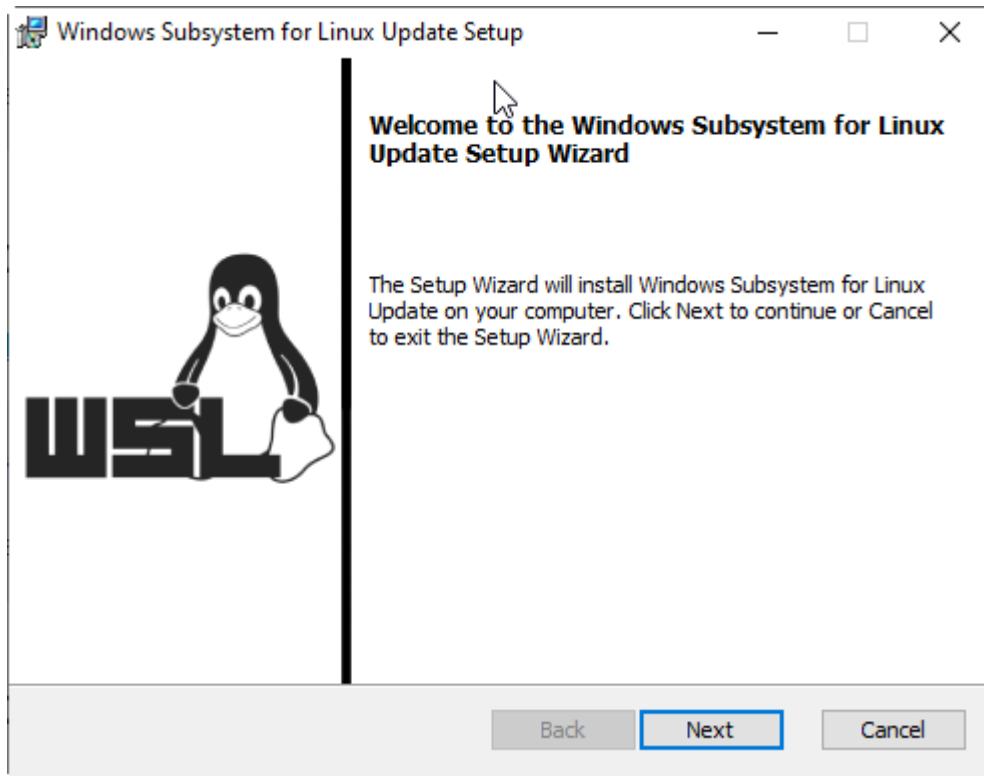 Windows Subsystem for Linux Update Setup
Welcome to the Windows Subsystem for Linux
Update Setup Wizard
The Setup Wizard will install Windows Subsystem for Linux
Update on your computer. Click Next to continue or Cancel
to exit the Setup Wizard.
WSL
Back Next Cancel